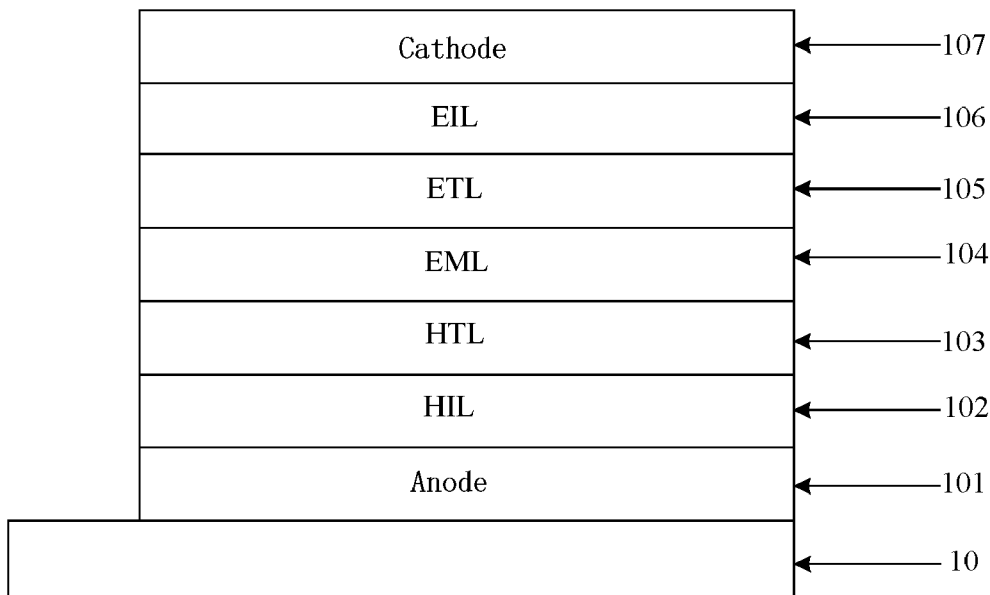 Cathode 107
EIL 106
ETL 105
EML 104
HTL 103
HIL 102
Anode 101
10